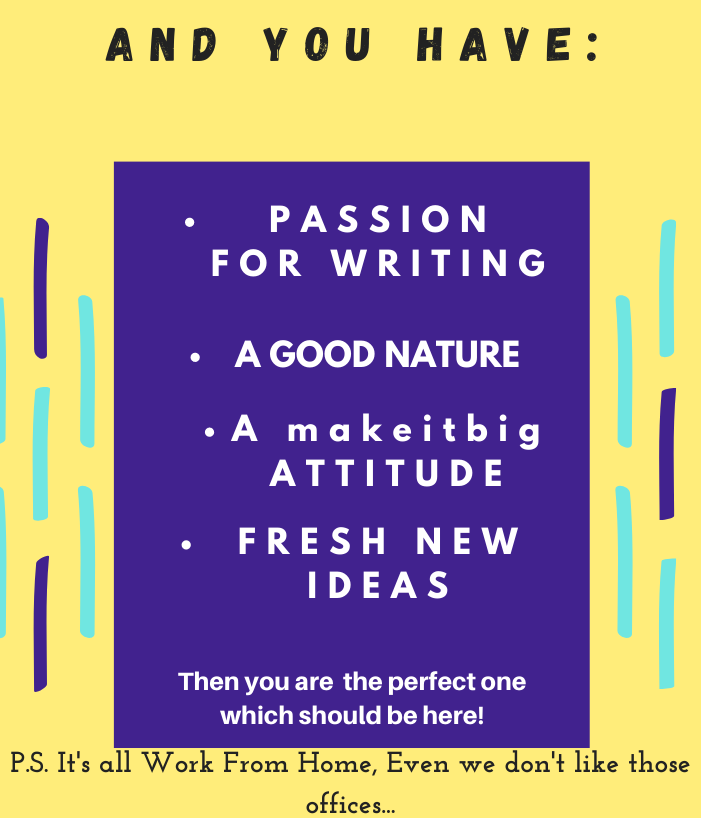 AND YOU HAVE:
• PASSION
FOR WRITING
• A GOOD NATURE
• A makeitbig
ATTITUDE
• FRESH NEW
IDEAS
Then you are the perfect one
which should be here!
P.S. It's all Work From Home, Even we don't like those
offices...